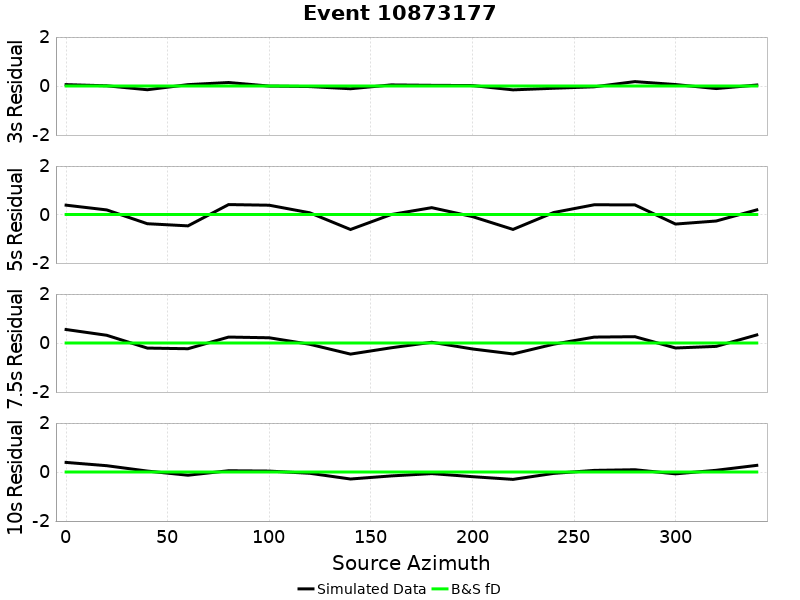 Event 10873177
3s Residual
2
0
-2
5s Residual
2
0
-2
7.5s Residual
2
0
-2
10s Residual
2
0
-2
0 50 100 150 200 250 300
Source Azimuth
Simulated Data B&S fD